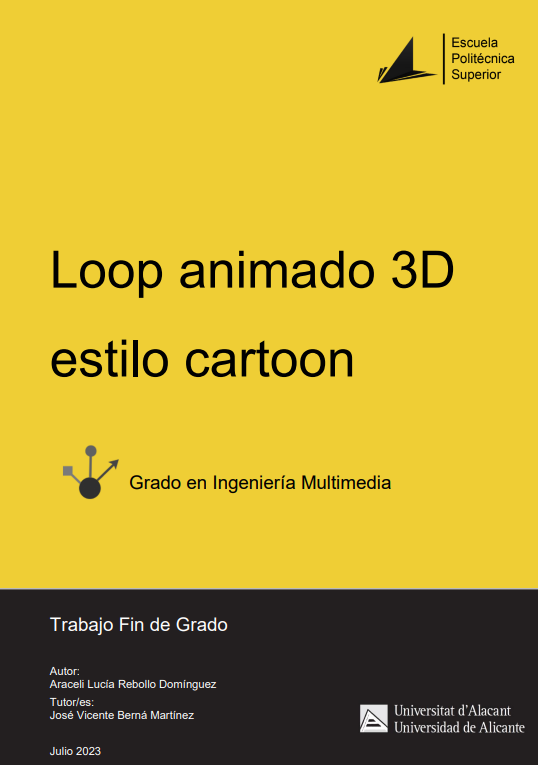 Escuela
Politécnica
Superior
Loop animado 3D
estilo cartoon
Grado en Ingeniería Multimedia
Trabajo Fin de Grado
Autor:
Araceli Lucía Rebollo Domínguez
Tutor/es:
José Vicente Berná Martínez
Julio 2023
Universitat d'Alacant
Universidad de Alicante